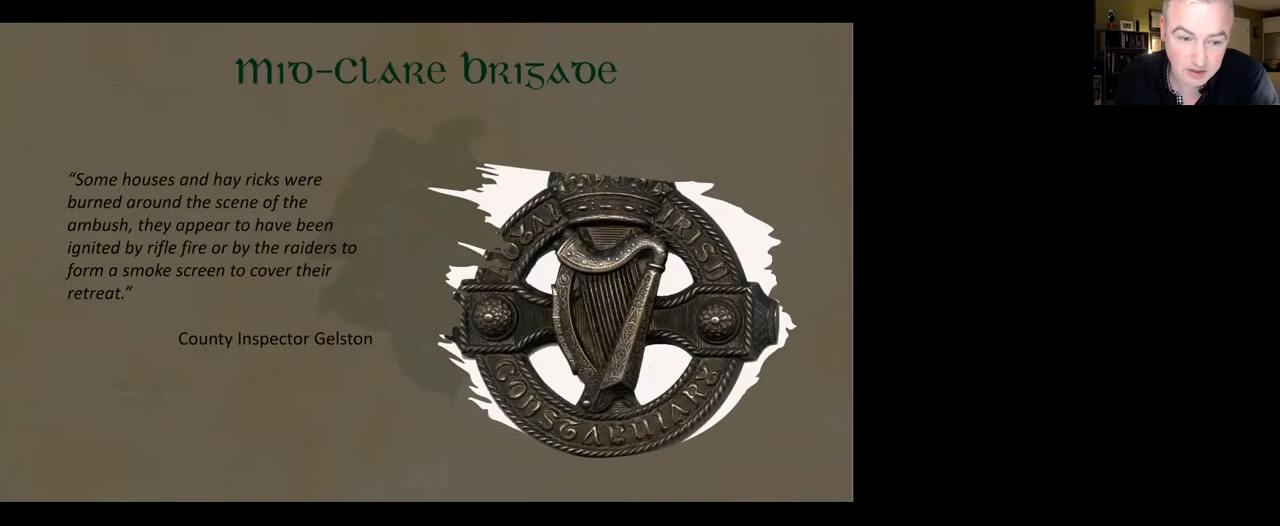 Mid-Clare Brigade
“Some houses and hay ricks were
burned around the scene of the
ambush, they appear to have been
ignited by rifle fire or by the raiders to
form a smoke screen to cover their
retreat.”
County Inspector Gelston
ROYAL IRISH
CONSTABULARY